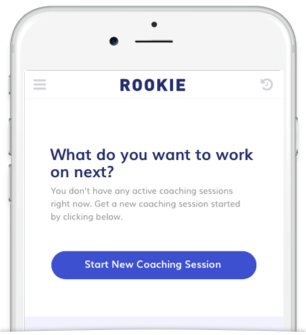 ROOKIE
What do you want to work
on next?
You don't have any active coaching sessions
right now. Get a new coaching session started
by clicking below.
Start New Coaching Session